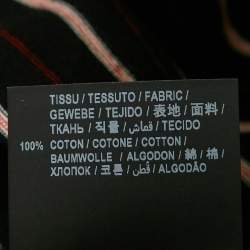 TISSU / TESSUTO / FABRIC /
GEWEBE / TEJIDO / 表地 / 面料 /
ТКАНЬ / 직물 / قماش / TECIDO
100% COTON / COTONE / COTTON /
BAUMWOLLE / ALGODON / 綿 / 棉 /
ХЛОПОК / 코튼 / قطن / ALGODÃO